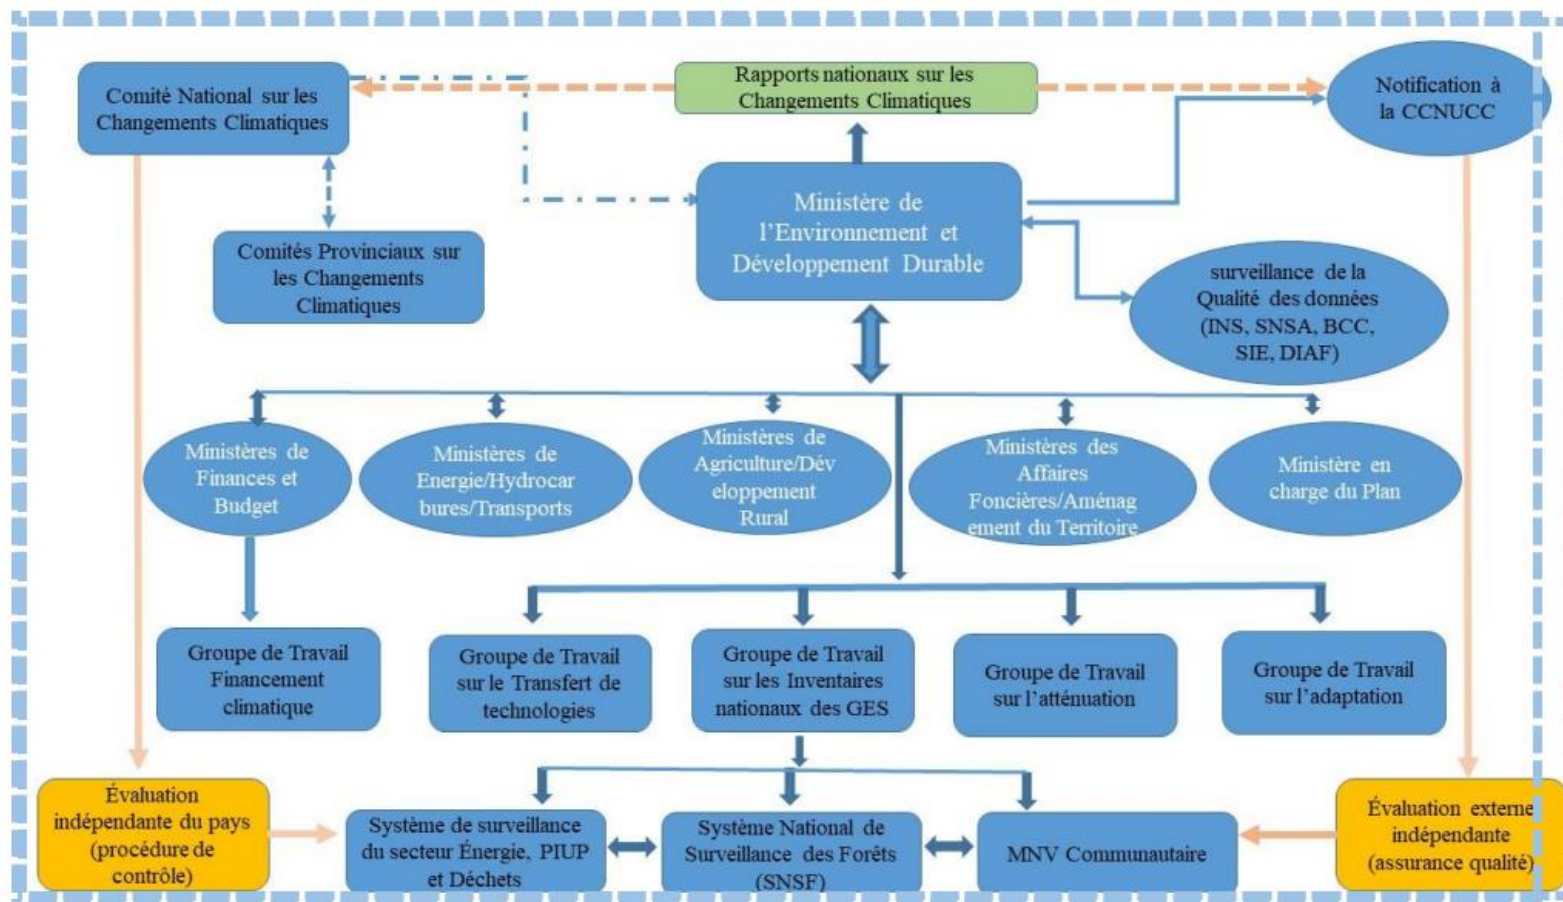 Comité National sur les
Changements Climatiques
Rapports nationaux sur les
Changements Climatiques
Notification à
la CCNUCC
Ministère de
l’Environnement et
Développement Durable
Comités Provinciaux sur
les Changements
Climatiques
surveillance de la
Qualité des données
(INS, SNSA, BCC,
SIE, DIAF)
Ministères de
Finances et
Budget
Ministères de
Energie/Hydrocar
bures/Transports
Ministères de
Agriculture/Dév
eloppement
Rural
Ministères des
Affaires
Foncières/Aménag
ement du Territoire
Ministère en
charge du Plan
Groupe de Travail
Financement
climatique
Groupe de Travail
sur le Transfert de
technologies
Groupe de Travail
sur les Inventaires
nationaux des GES
Groupe de Travail
sur l’atténuation
Groupe de Travail
sur l’adaptation
Évaluation
indépendante du pays
(procédure de
contrôle)
Système de surveillance
du secteur Énergie, PIUP
et Déchets
Système National de
Surveillance des Forêts
(SNSF)
MNV Communautaire
Évaluation externe
indépendante
(assurance qualité)